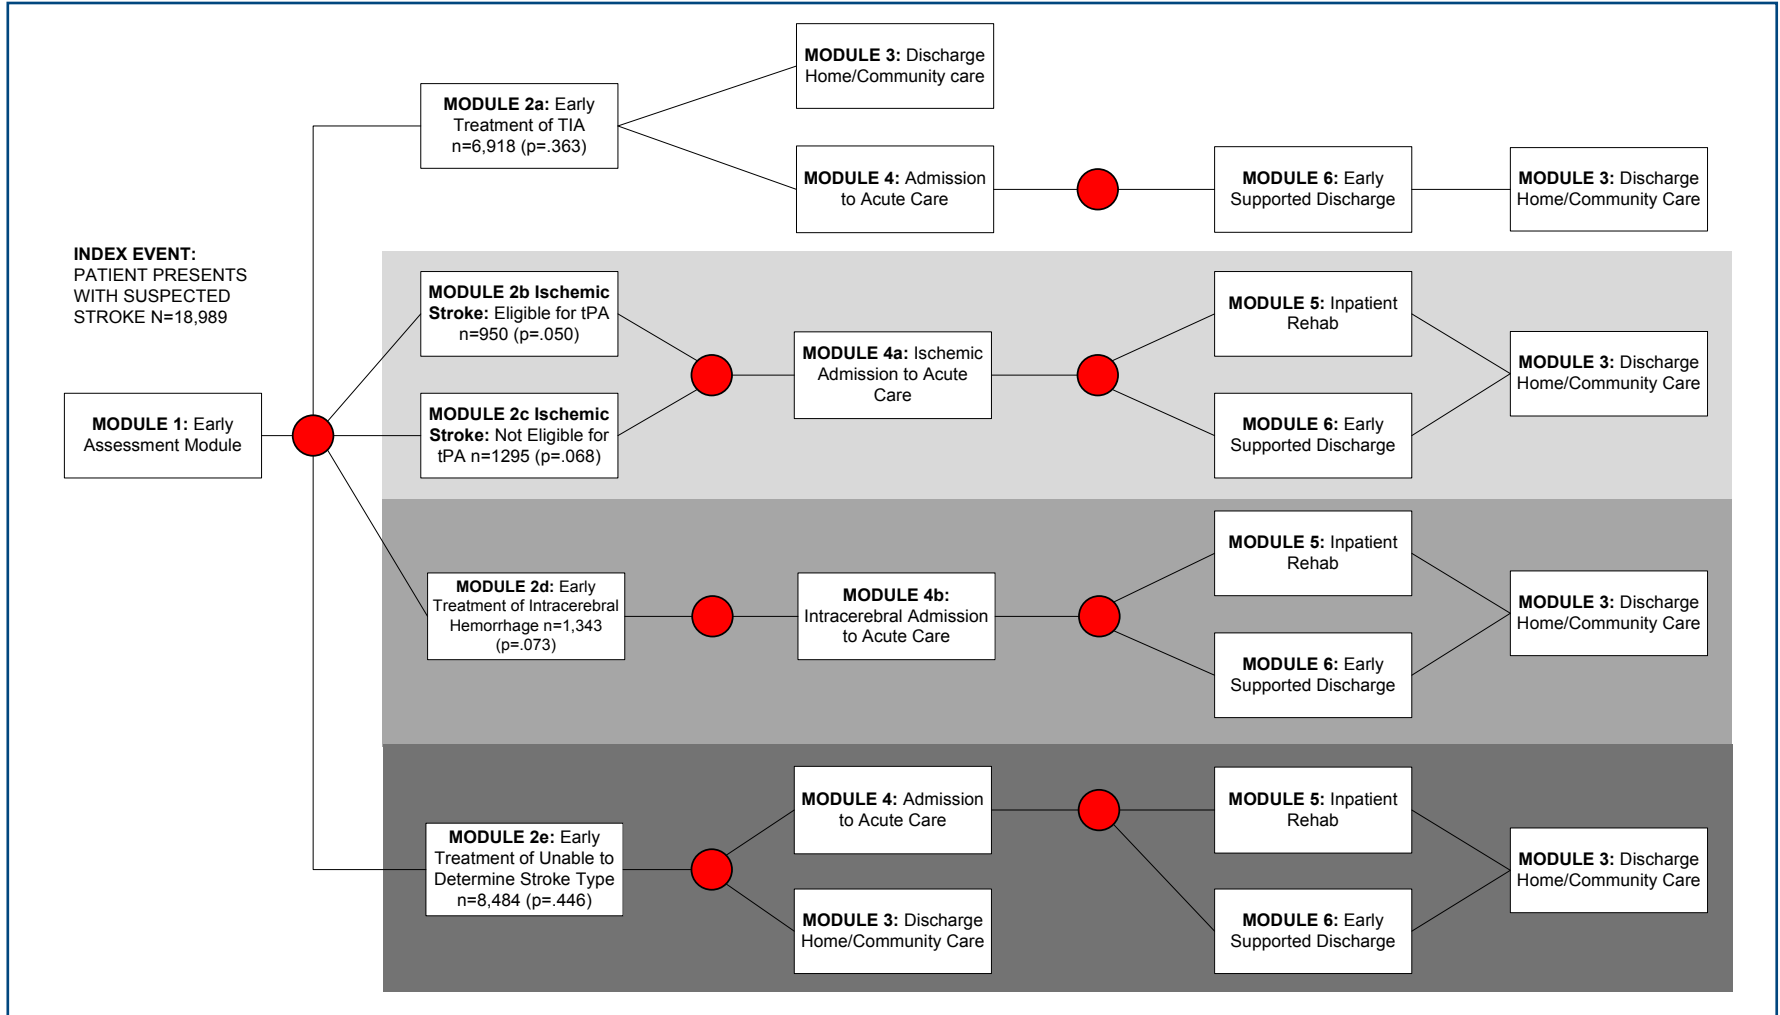 INDEX EVENT:
PATIENT PRESENTS
WITH SUSPECTED
STROKE N=18,989
MODULE 1: Early
Assessment Module
MODULE 2a: Early
Treatment of TIA
n=6,918 (p=.363)
MODULE 3: Discharge
Home/Community care
MODULE 4: Admission
to Acute Care
MODULE 6: Early
Supported Discharge
MODULE 3: Discharge
Home/Community Care
MODULE 2b Ischemic
Stroke: Eligible for tPA
n=950 (p=.050)
MODULE 2c Ischemic
Stroke: Not Eligible for
tPA n=1295 (p=.068)
MODULE 4a: Ischemic
Admission to Acute
Care
MODULE 5: Inpatient
Rehab
MODULE 6: Early
Supported Discharge
MODULE 3: Discharge
Home/Community Care
MODULE 2d: Early
Treatment of Intracerebral
Hemorrhage n=1,343
(p=.073)
MODULE 4b:
Intracerebral Admission
to Acute Care
MODULE 5: Inpatient
Rehab
MODULE 6: Early
Supported Discharge
MODULE 3: Discharge
Home/Community Care
MODULE 2e: Early
Treatment of Unable to
Determine Stroke Type
n=8,484 (p=.446)
MODULE 4: Admission
to Acute Care
MODULE 3: Discharge
Home/Community Care
MODULE 5: Inpatient
Rehab
MODULE 6: Early
Supported Discharge
MODULE 3: Discharge
Home/Community Care